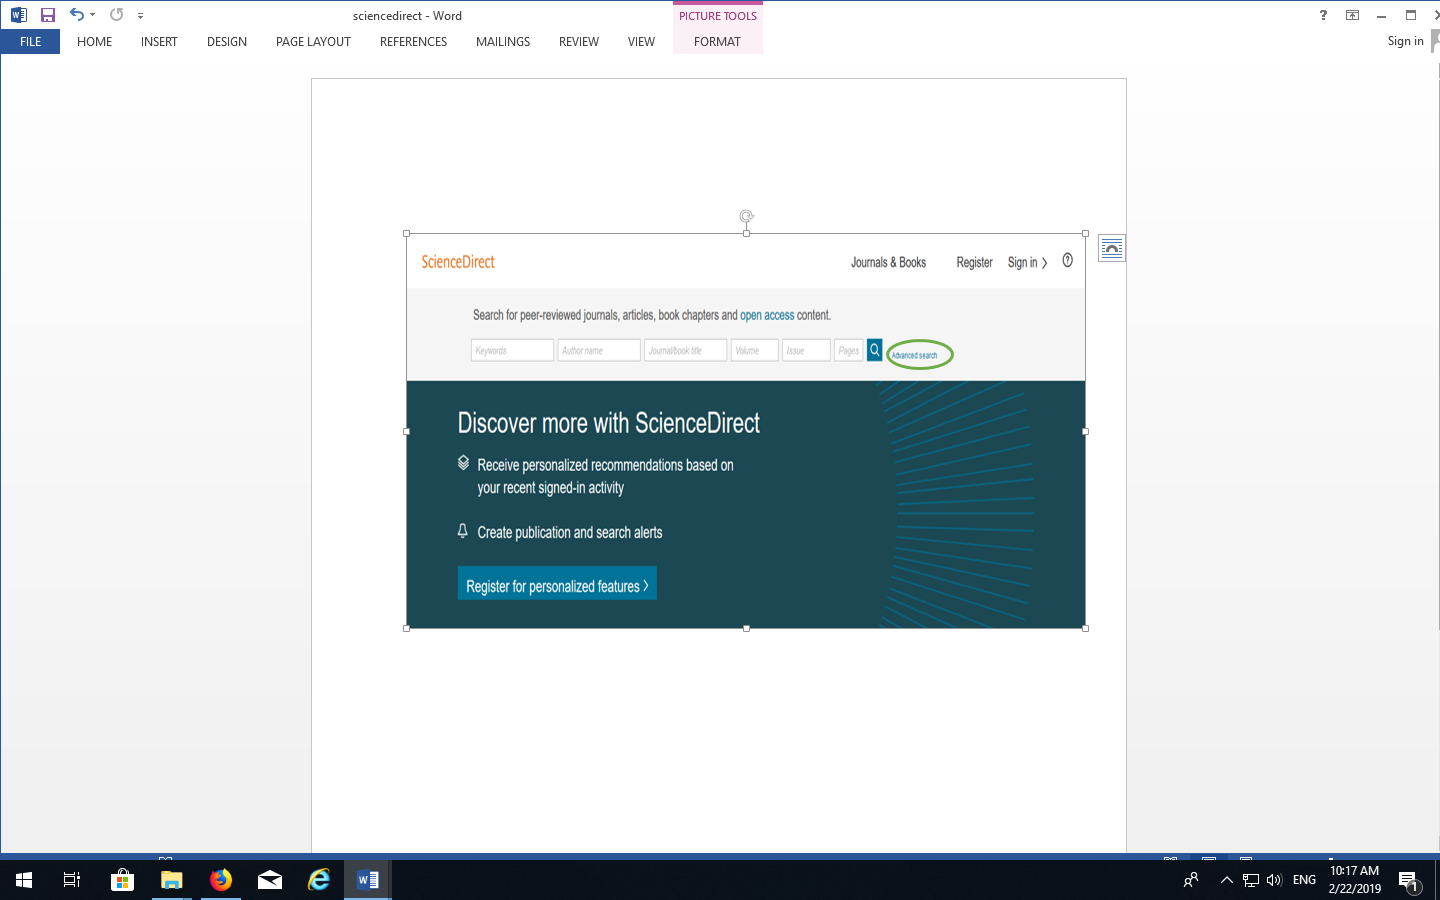 sciencedirect - Word
PICTURE TOOLS
?
FILE
HOME
INSERT
DESIGN
PAGE LAYOUT
REFERENCES
MAILINGS
REVIEW
VIEW
FORMAT
Sign in
ScienceDirect
Journals & Books
Register
Sign in >
?
Search for peer-reviewed journals, articles, book chapters and open access content.
Keywords
Author name
Journal/book title
Volume
Issue
Pages
Advanced search
Discover more with ScienceDirect
Receive personalized recommendations based on
your recent signed-in activity
Create publication and search alerts
Register for personalized features >
ENG
10:17 AM
2/22/2019
1